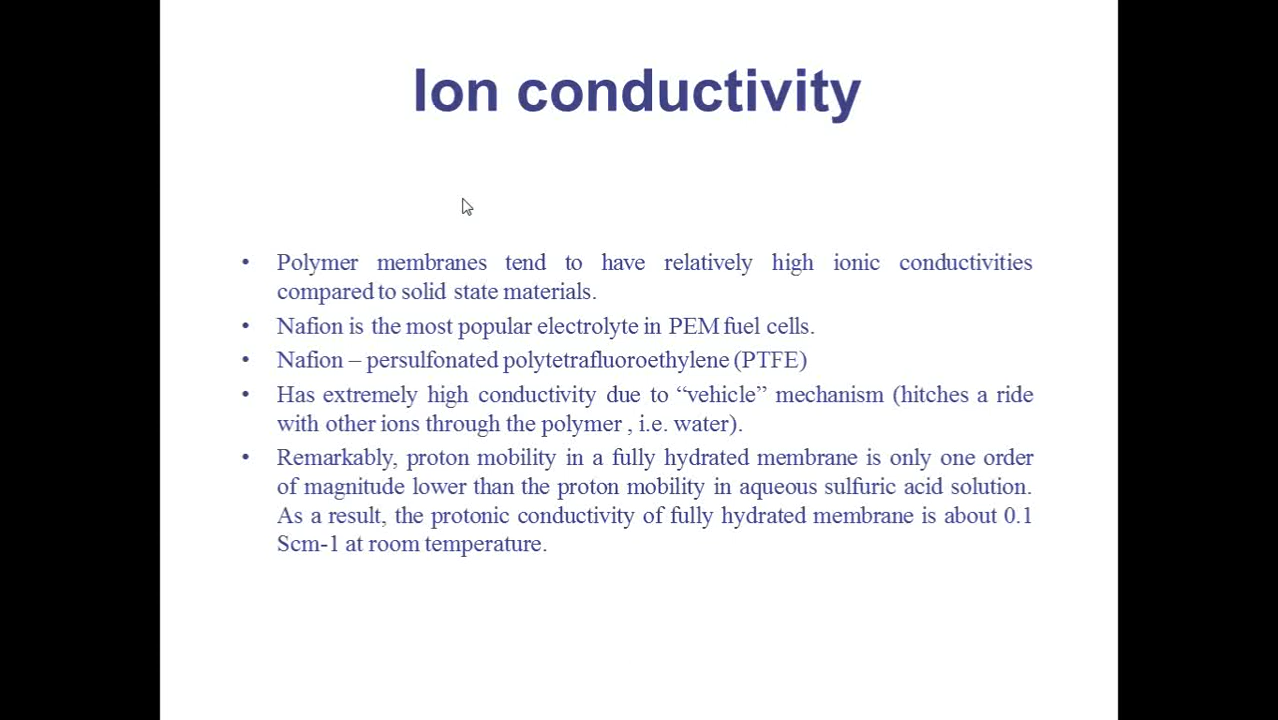 Ion conductivity
• Polymer membranes tend to have relatively high ionic conductivities
compared to solid state materials.
• Nafion is the most popular electrolyte in PEM fuel cells.
• Nafion – persulfonated polytetrafluoroethylene (PTFE)
• Has extremely high conductivity due to “vehicle” mechanism (hitches a ride
with other ions through the polymer , i.e. water).
• Remarkably, proton mobility in a fully hydrated membrane is only one order
of magnitude lower than the proton mobility in aqueous sulfuric acid solution.
As a result, the protonic conductivity of fully hydrated membrane is about 0.1
Scm-1 at room temperature.